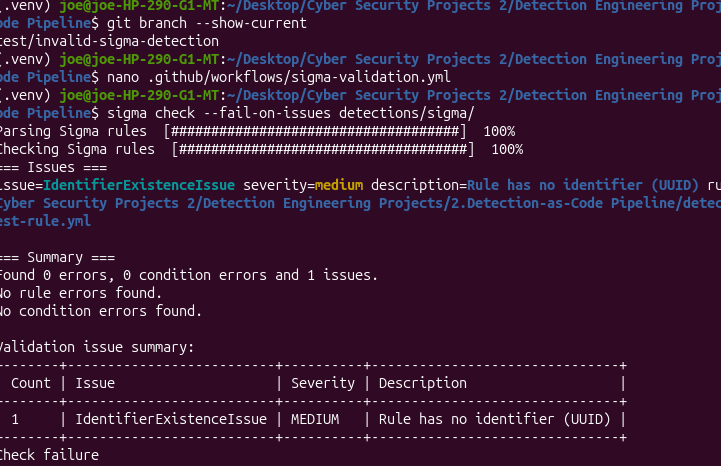 (.venv) joe@joe-HP-290-G1-MT:~/Desktop/Cyber Security Projects 2/Detection Engineering Proj
ode Pipeline$ git branch --show-current
test/invalid-sigma-detection
(.venv) joe@joe-HP-290-G1-MT:~/Desktop/Cyber Security Projects 2/Detection Engineering Proj
ode Pipeline$ nano .github/workflows/sigma-validation.yml
(.venv) joe@joe-HP-290-G1-MT:~/Desktop/Cyber Security Projects 2/Detection Engineering Proj
ode Pipeline$ sigma check --fail-on-issues detections/sigma/
Parsing Sigma rules  [####################################]  100%
Checking Sigma rules  [####################################]  100%
=== Issues ===
issue=IdentifierExistenceIssue severity=medium description=Rule has no identifier (UUID) ru
Cyber Security Projects 2/Detection Engineering Projects/2.Detection-as-Code Pipeline/detec
est-rule.yml
=== Summary ===
Found 0 errors, 0 condition errors and 1 issues.
No rule errors found.
No condition errors found.
Validation issue summary:
--------+--------------------------+----------+-------------------------------+
 Count | Issue                    | Severity | Description                   |
--------+--------------------------+----------+-------------------------------+
 1     | IdentifierExistenceIssue | MEDIUM   | Rule has no identifier (UUID) |
--------+--------------------------+----------+-------------------------------+
Check failure